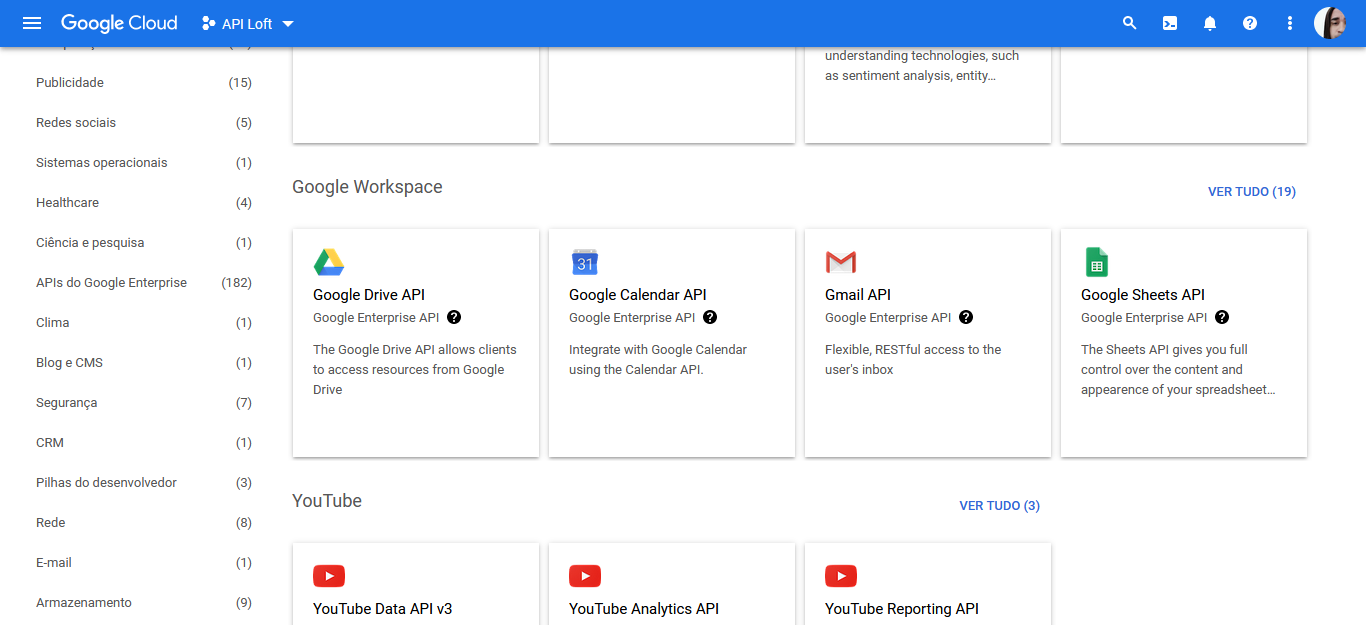 Google Cloud
API Loft
Publicidade (15)
Redes sociais (5)
Sistemas operacionais (1)
Healthcare (4)
Ciência e pesquisa (1)
APIs do Google Enterprise (182)
Clima (1)
Blog e CMS (1)
Segurança (7)
CRM (1)
Pilhas do desenvolvedor (3)
Rede (8)
E-mail (1)
Armazenamento (9)
understanding technologies, such
as sentiment analysis, entity…
Google Workspace
VER TUDO (19)
31
Google Drive API
Google Enterprise API
The Google Drive API allows clients
to access resources from Google
Drive
Google Calendar API
Google Enterprise API
Integrate with Google Calendar
using the Calendar API.
Gmail API
Google Enterprise API
Flexible, RESTful access to the
user's inbox
Google Sheets API
Google Enterprise API
The Sheets API gives you full
control over the content and
appearence of your spreadsheet…
YouTube
VER TUDO (3)
YouTube Data API v3
YouTube Analytics API
YouTube Reporting API